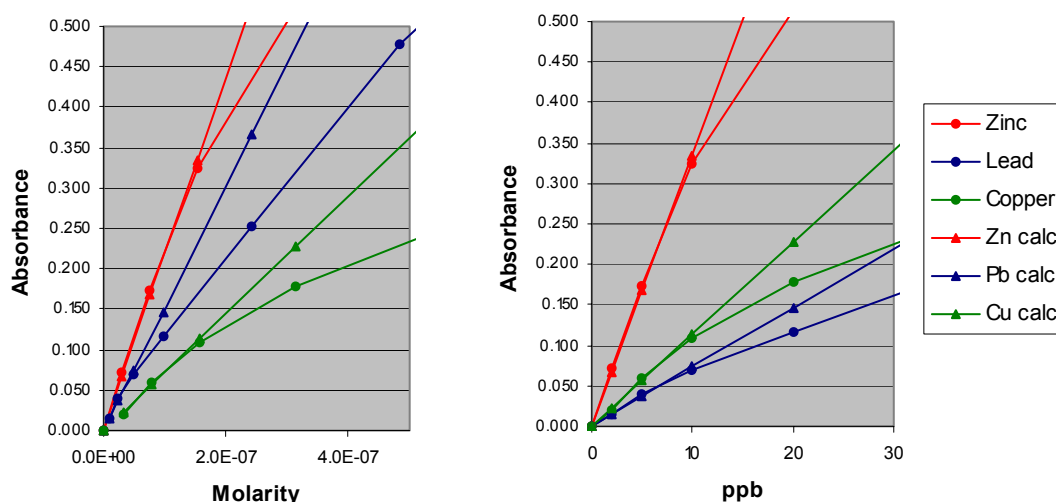 0.500
0.450
0.400
0.350
0.300
0.250
0.200
0.150
0.100
0.050
0.000
Absorbance
0.0E+00 2.0E-07 4.0E-07
Molarity
0.500
0.450
0.400
0.350
0.300
0.250
0.200
0.150
0.100
0.050
0.000
Absorbance
0 10 20 30
ppb
Zinc
Lead
Copper
Zn calc
Pb calc
Cu calc